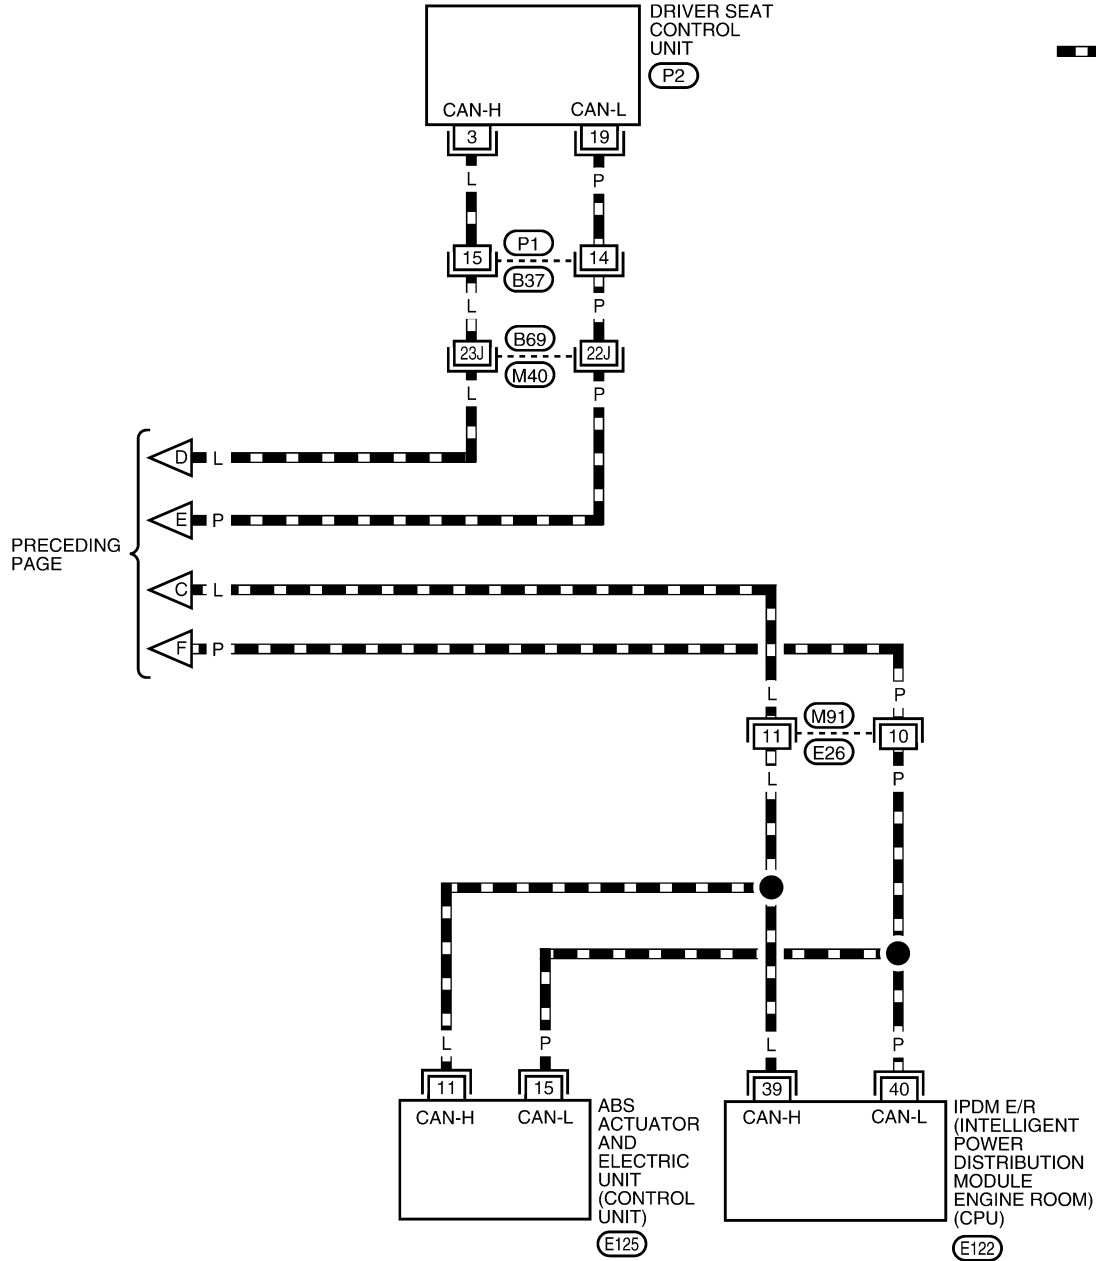 DRIVER SEAT
CONTROL
UNIT
P2
CAN-H CAN-L
3 19
L P
P1
15 14
B37
L P
B69
23J 22J
M40
L P
D L
E P
PRECEDING
PAGE
C L
F P
L P
M91
11 10
E26
L P
L P L P
11 15 39 40
CAN-H CAN-L
CAN-H CAN-L
ABS
ACTUATOR
AND
ELECTRIC
UNIT
(CONTROL
UNIT)
E125
IPDM E/R
(INTELLIGENT
POWER
DISTRIBUTION
MODULE
ENGINE ROOM)
(CPU)
E122